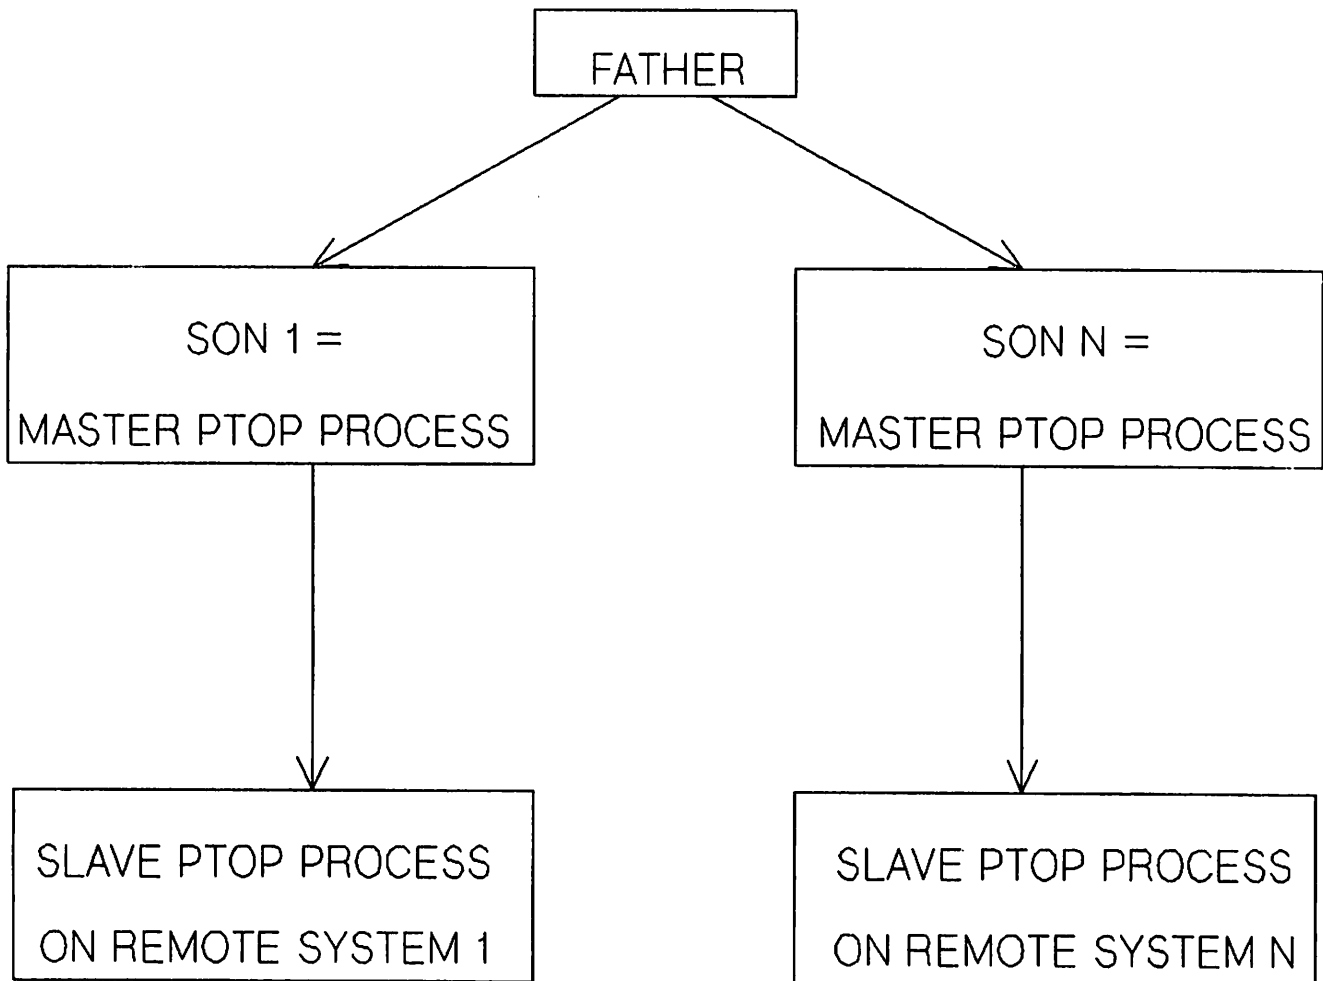 FATHER
SON 1 =
MASTER PTOP PROCESS
SON N =
MASTER PTOP PROCESS
SLAVE PTOP PROCESS
ON REMOTE SYSTEM 1
SLAVE PTOP PROCESS
ON REMOTE SYSTEM N